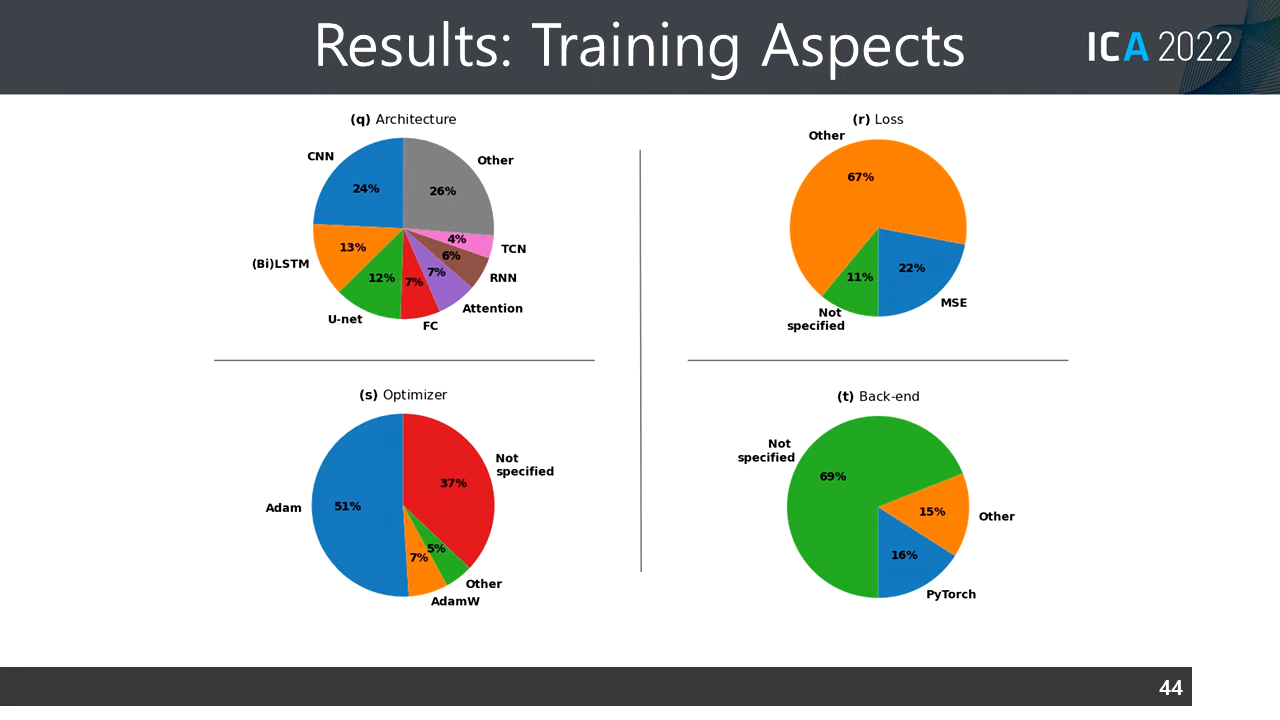 Results: Training Aspects
ICA 2022
(q) Architecture
CNN
Other
24%
26%
4%
TCN
13%
6%
(Bi)LSTM
7%
RNN
12%
7%
Attention
U-net
FC
(r) Loss
Other
67%
22%
11%
MSE
Not
specified
(s) Optimizer
Not
specified
37%
Adam
51%
5%
7%
Other
AdamW
(t) Back-end
Not
specified
69%
15%
Other
16%
PyTorch
44